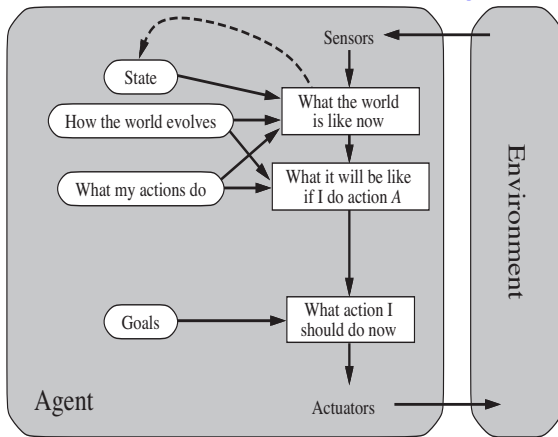 Sensors
State
What the world
is like now
How the world evolves
What it will be like
if I do action A
What my actions do
Environment
What action I
should do now
Goals
Agent
Actuators